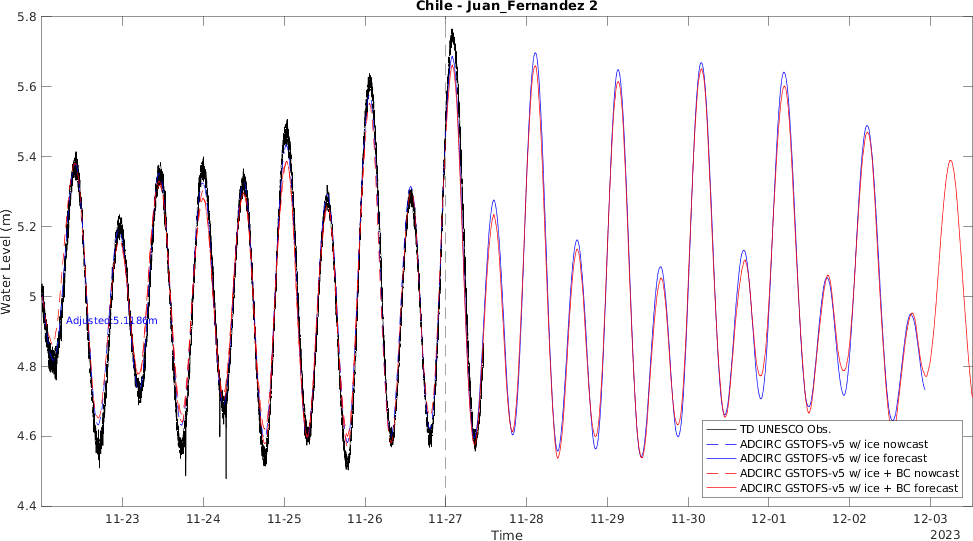 Chile - Juan_Fernandez 2
5.8
5.6
5.4
5.2
5
4.8
4.6
4.4
Water Level (m)
Adjusted:5.1186m
TD UNESCO Obs.
ADCIRC GSTOFS-v5 w/ ice nowcast
ADCIRC GSTOFS-v5 w/ ice forecast
ADCIRC GSTOFS-v5 w/ ice + BC nowcast
ADCIRC GSTOFS-v5 w/ ice + BC forecast
11-23 11-24 11-25 11-26 11-27 11-28 11-29 11-30 12-01 12-02 12-03
2023
Time